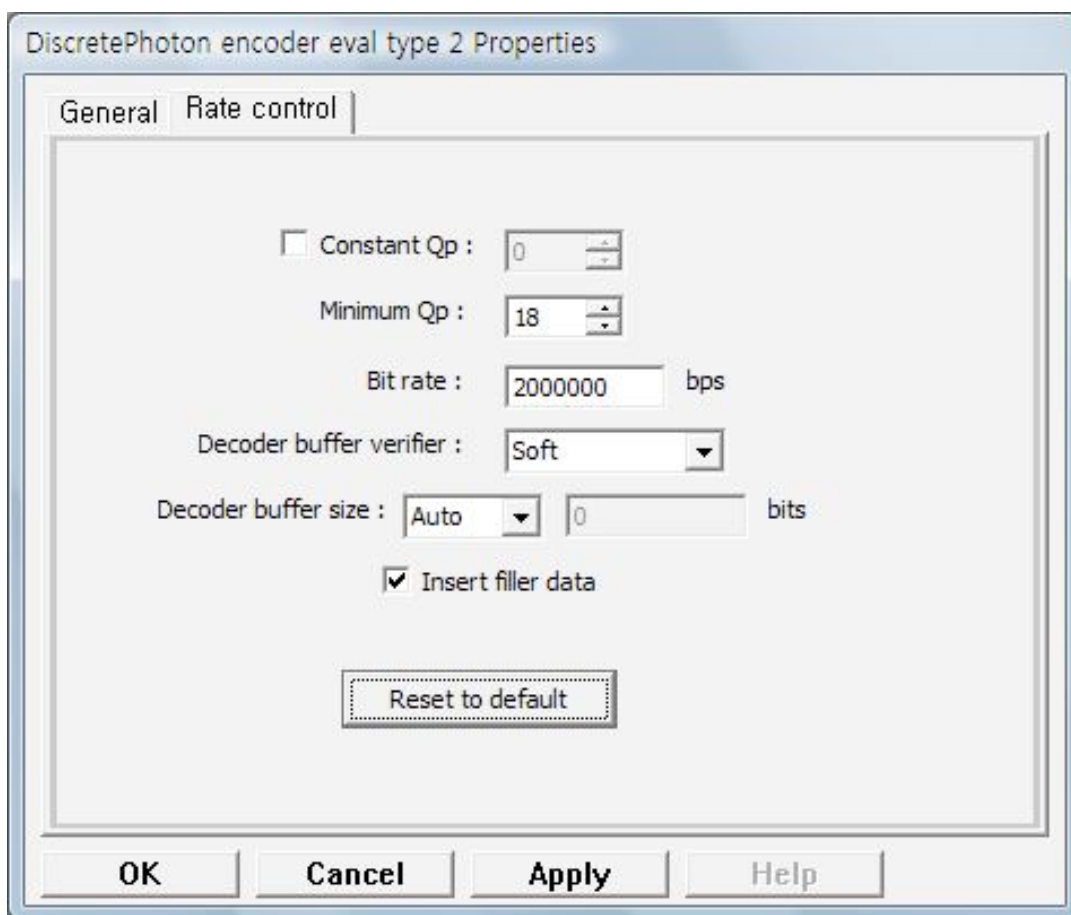 DiscretePhoton encoder eval type 2 Properties
General Rate control
Constant Qp : 0
Minimum Qp : 18
Bit rate : 2000000 bps
Decoder buffer verifier : Soft
Decoder buffer size : Auto 0 bits
Insert filler data
Reset to default
OK Cancel Apply Help